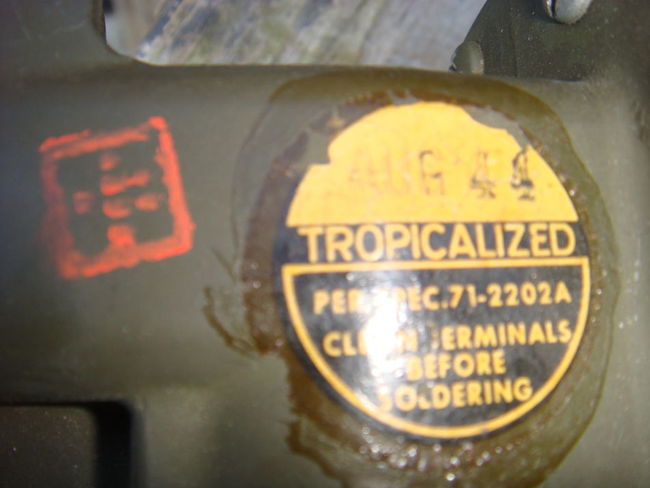 AUG 44
TROPICALIZED
PER SPEC.71-2202A
CLEAN TERMINALS
BEFORE
SOLDERING